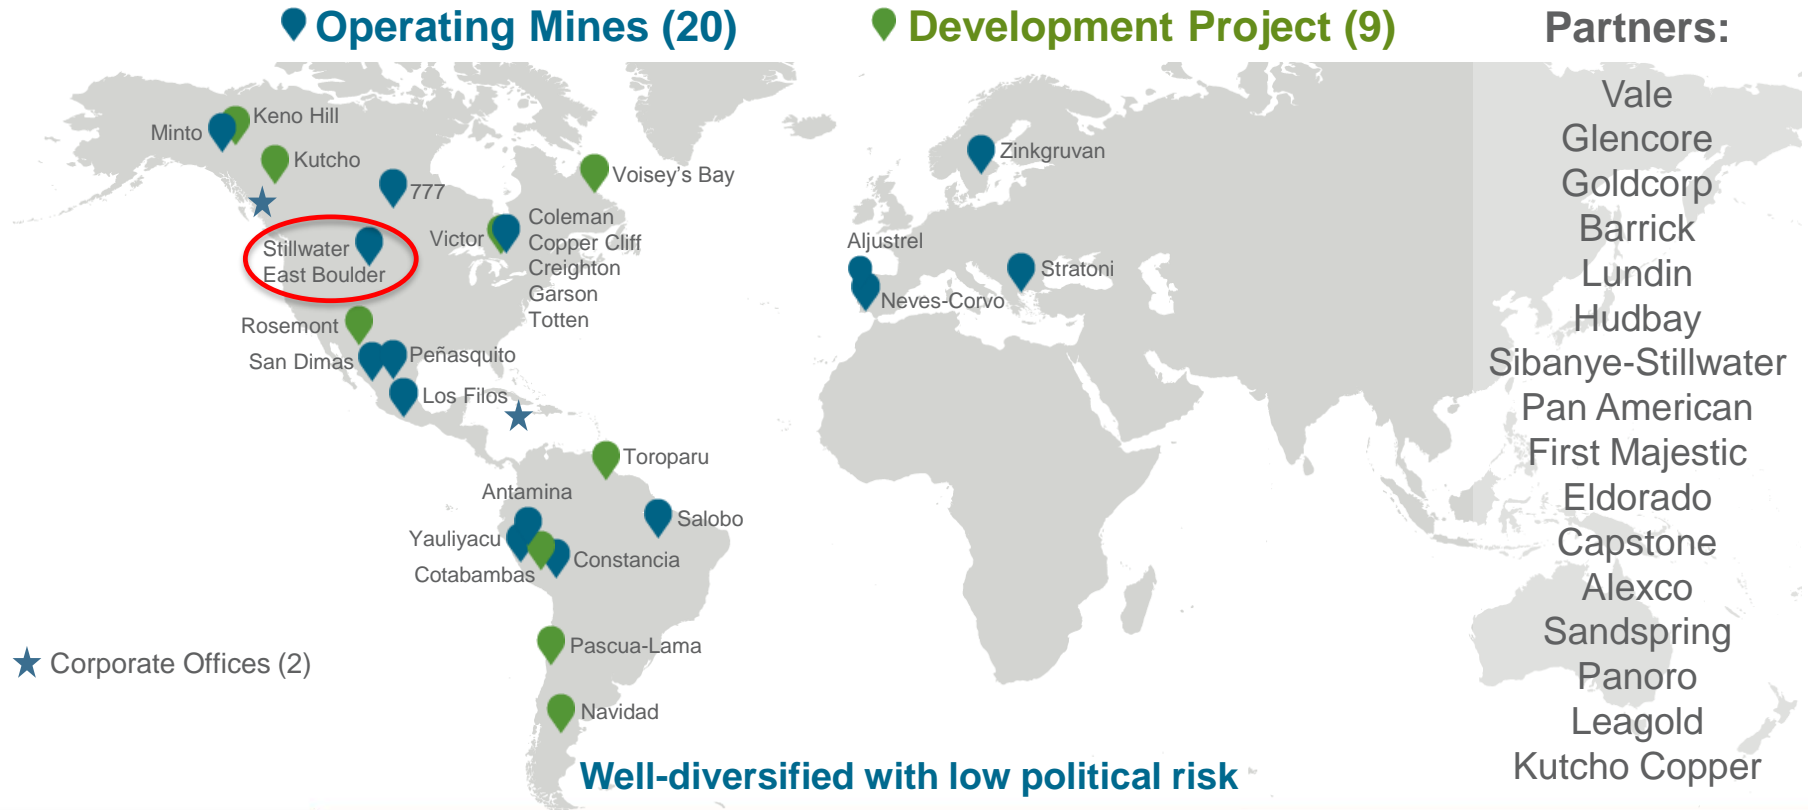 Operating Mines (20)
Development Project (9)
Partners:
Keno Hill
Minto
Kutcho
777
Voisey's Bay
Victor
Coleman
Copper Cliff
Creighton
Garson
Totten
Stillwater
East Boulder
Rosemont
San Dimas
Peñasquito
Los Filos
Toroparu
Antamina
Salobo
Yauliyacu
Constancia
Cotabambas
Pascua-Lama
Navidad
Zinkgruvan
Aljustrel
Stratoni
Neves-Corvo
Vale
Glencore
Goldcorp
Barrick
Lundin
Hudbay
Sibanye-Stillwater
Pan American
First Majestic
Eldorado
Capstone
Alexco
Sandspring
Panoro
Leagold
Kutcho Copper
Corporate Offices (2)
Well-diversified with low political risk